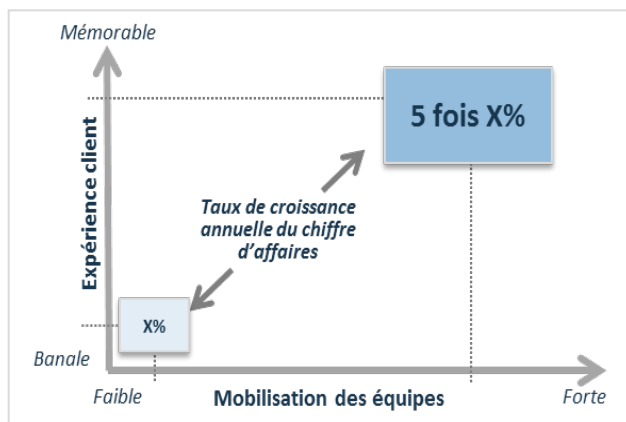 Mémorable
Expérience client
5 fois X%
Taux de croissance
annuelle du chiffre
d'affaires
X%
Banale
Faible
Mobilisation des équipes
Forte